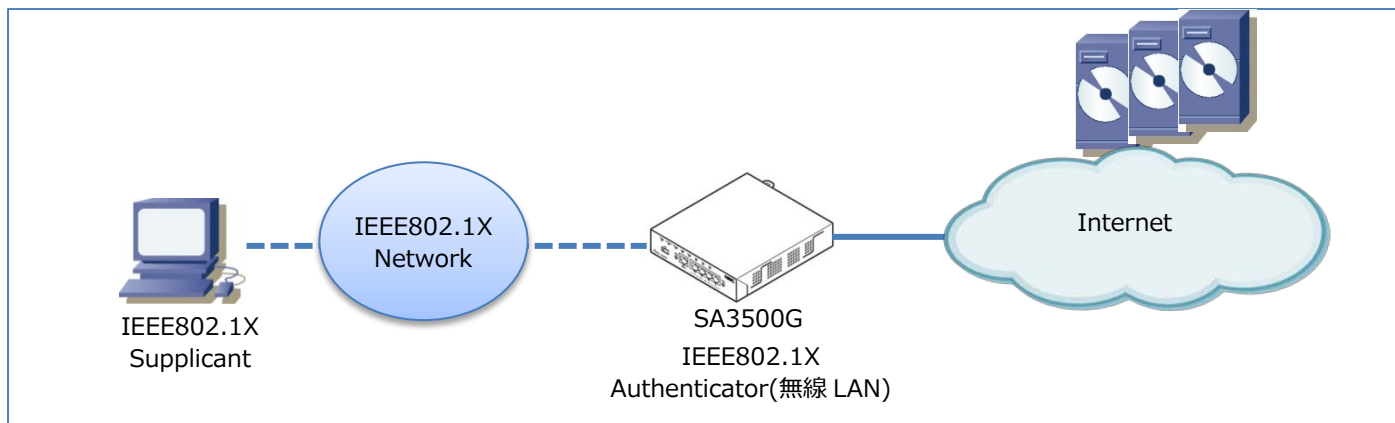 IEEE802.1X
Network
Internet
IEEE802.1X
Supplicant
SA3500G
IEEE802.1X
Authenticator(無線 LAN)